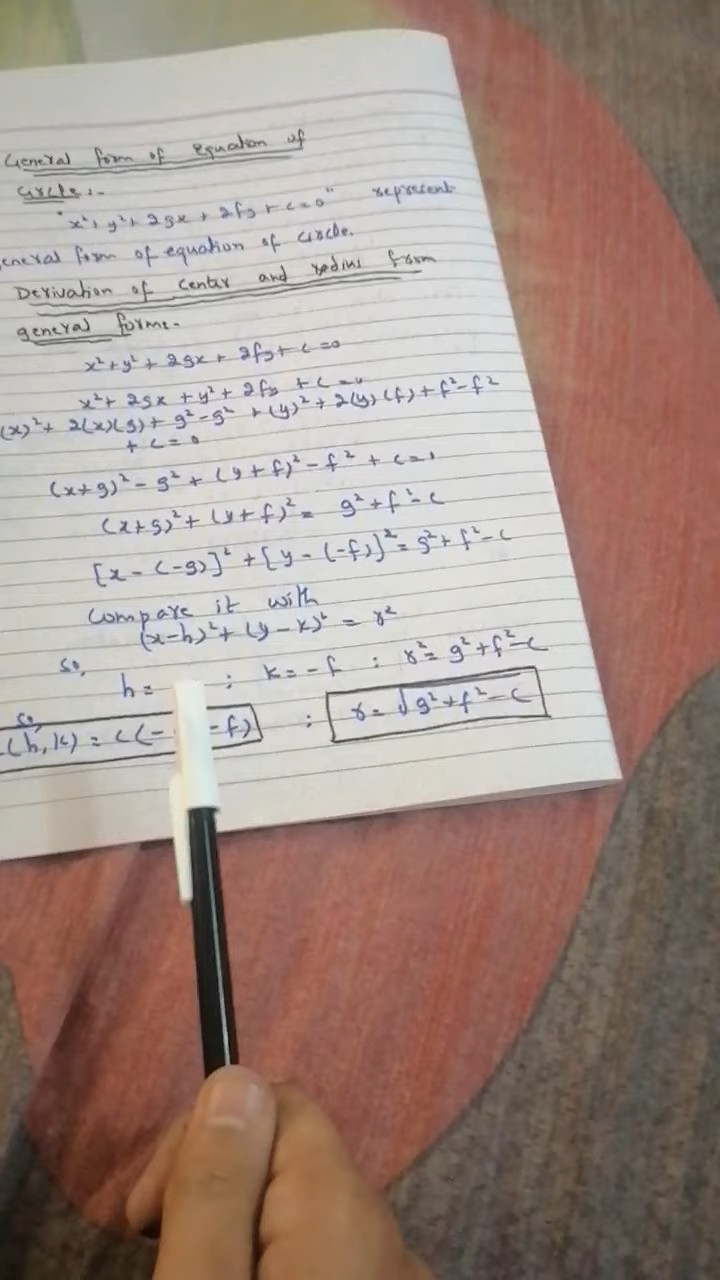 General form of equation of
circle:-
"x²+y²+2gx+2fy+c=0" represent
general form of equation of circle.
Derivation of center and radius from
general form:-
x²+y²+2gx+2fy+c=0
x²+2gx+y²+2fy+c=0
(x)²+2(x)(g)+g²-g²+(y)²+2(y)(f)+f²-f²
+c=0
(x+g)²-g²+(y+f)²-f²+c=0
(x+g)²+(y+f)²=g²+f²-c
[x-(-g)]²+[y-(-f)]²=g²+f²-c
Compare it with
(x-h)²+(y-k)²=r²
So,
h= ; k=-f ; r²=g²+f²-c
So
(h,k)=c(- -f) ; r=√g²+f²-c